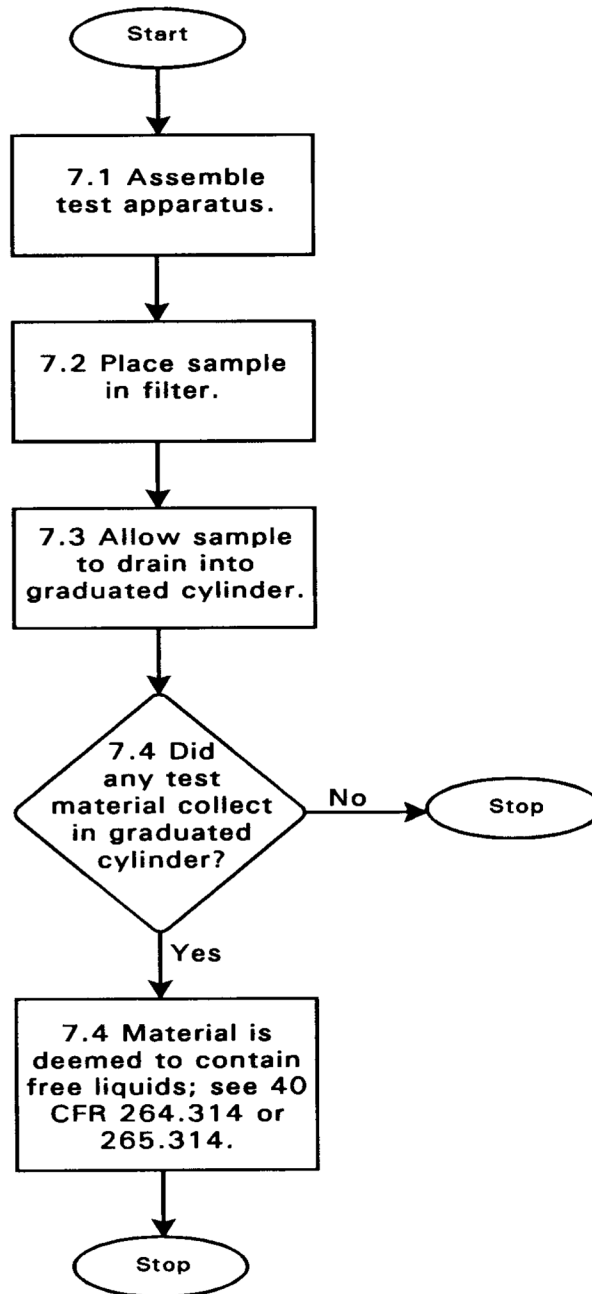 Start
7.1 Assemble
test apparatus.
7.2 Place sample
in filter.
7.3 Allow sample
to drain into
graduated cylinder.
7.4 Did
any test
material collect
in graduated
cylinder?
No
Stop
Yes
7.4 Material is
deemed to contain
free liquids; see 40
CFR 264.314 or
265.314.
Stop